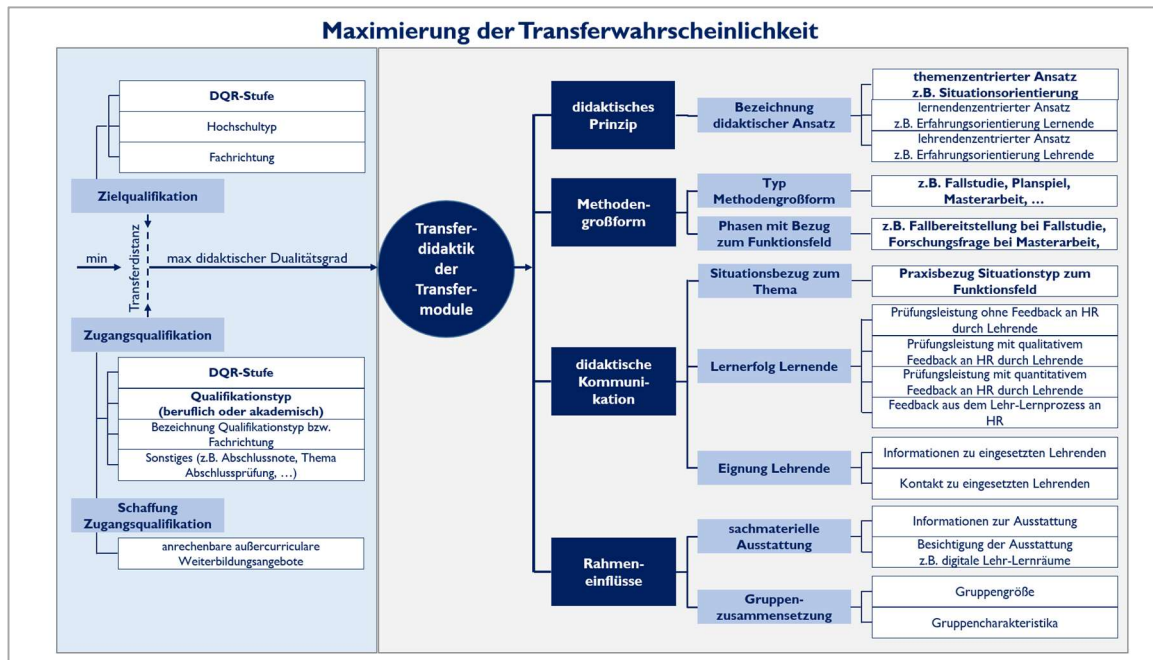 Maximierung der Transferwahrscheinlichkeit
DQR-Stufe
Hochschultyp
Fachrichtung
Zielqualifikation
min
Transferdistanz
max didaktischer Dualitätsgrad
Zugangsqualifikation
DQR-Stufe
Qualifikationstyp
(beruflich oder akademisch)
Bezeichnung Qualifikationstyp bzw.
Fachrichtung
Sonstiges (z.B. Abschlussnote, Thema
Abschlussprüfung, …)
Schaffung
Zugangsqualifikation
anrechenbare außercurriculare
Weiterbildungsangebote
Transfer-
didaktik
der
Transfer-
module
didaktisches
Prinzip
Bezeichnung
didaktischer Ansatz
themenzentrierter Ansatz
z.B. Situationsorientierung
lernendenzentrierter Ansatz
z.B. Erfahrungsorientierung Lernende
lehrendenzentrierter Ansatz
z.B. Erfahrungsorientierung Lehrende
Methoden-
großform
Typ
Methodengroßform
z.B. Fallstudie, Planspiel,
Masterarbeit, …
Phasen mit Bezug
zum Funktionsfeld
z.B. Fallbereitstellung bei Fallstudie,
Forschungsfrage bei Masterarbeit,
didaktische
Kommuni-
kation
Situationsbezug zum
Thema
Praxisbezug Situationstyp zum
Funktionsfeld
Lernerfolg Lernende
Prüfungsleistung ohne Feedback an HR
durch Lehrende
Prüfungsleistung mit qualitativem
Feedback an HR durch Lehrende
Prüfungsleistung mit quantitativem
Feedback an HR durch Lehrende
Feedback aus dem Lehr-Lernprozess an
HR
Eignung Lehrende
Informationen zu eingesetzten Lehrenden
Kontakt zu eingesetzten Lehrenden
Rahmen-
einflüsse
sachmaterielle
Ausstattung
Informationen zur Ausstattung
Besichtigung der Ausstattung
z.B. digitale Lehr-Lernräume
Gruppen-
zusammensetzung
Gruppengröße
Gruppencharakteristika